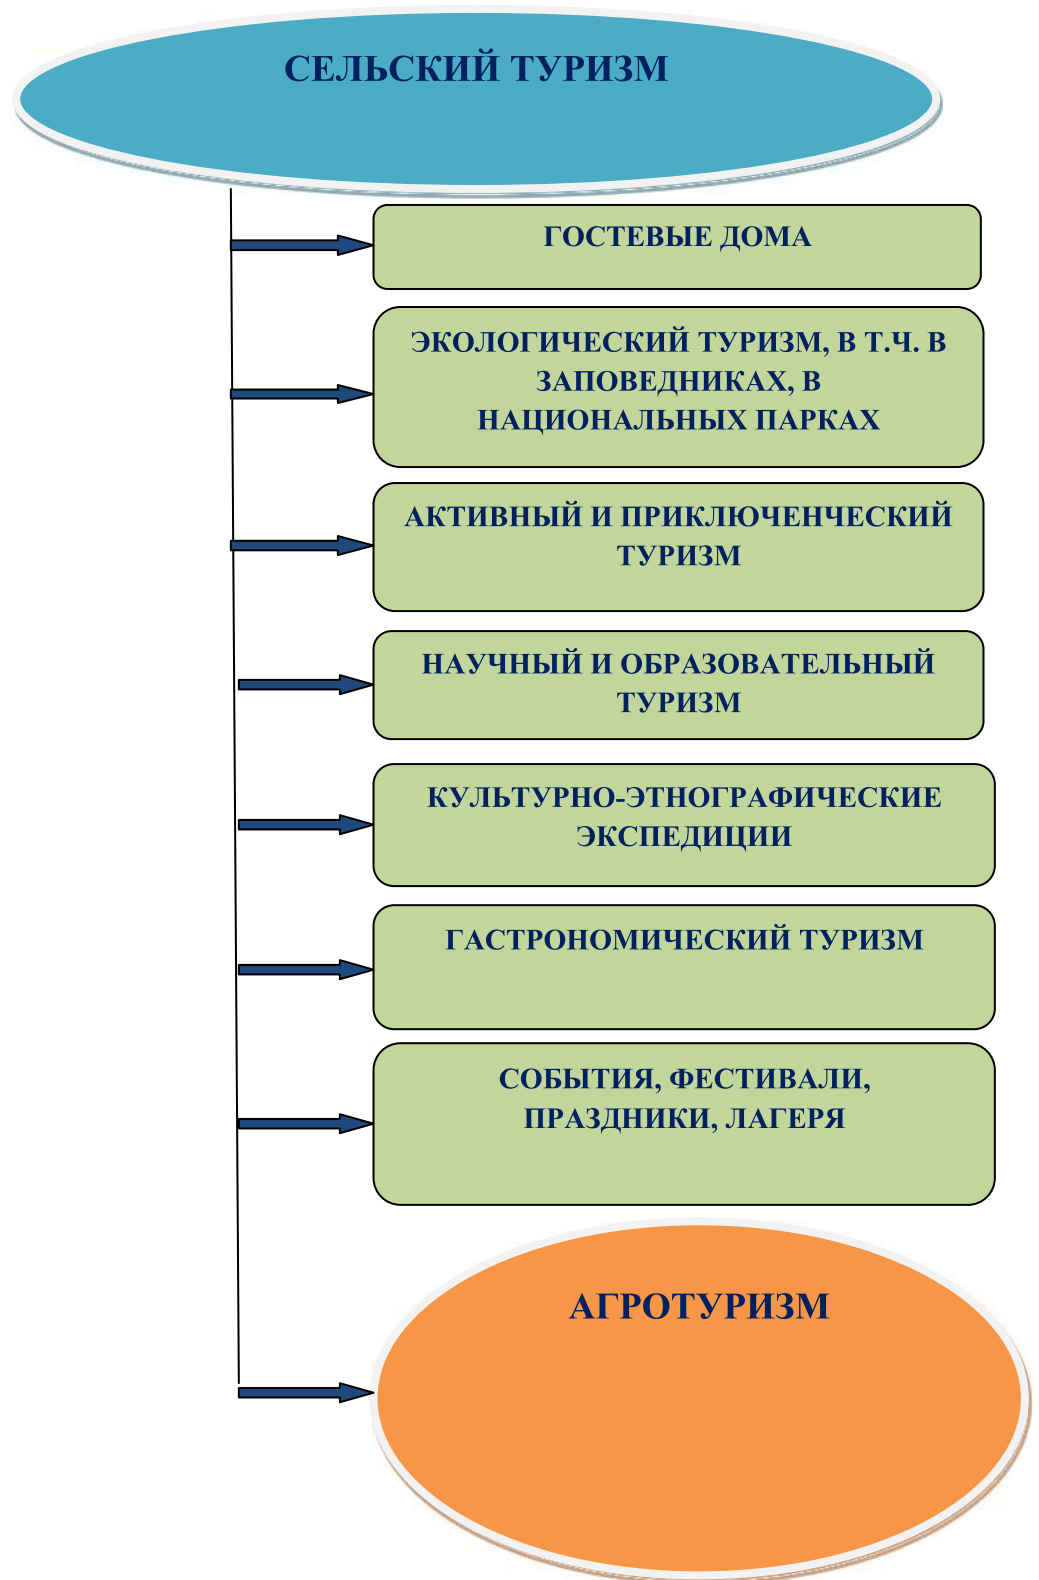 СЕЛЬСКИЙ ТУРИЗМ
ГОСТЕВЫЕ ДОМА
ЭКОЛОГИЧЕСКИЙ ТУРИЗМ, В Т.Ч. В
ЗАПОВЕДНИКАХ, В
НАЦИОНАЛЬНЫХ ПАРКАХ
АКТИВНЫЙ И ПРИКЛЮЧЕНЧЕСКИЙ
ТУРИЗМ
НАУЧНЫЙ И ОБРАЗОВАТЕЛЬНЫЙ
ТУРИЗМ
КУЛЬТУРНО-ЭТНОГРАФИЧЕСКИЕ
ЭКСПЕДИЦИИ
ГАСТРОНОМИЧЕСКИЙ ТУРИЗМ
СОБЫТИЯ, ФЕСТИВАЛИ,
ПРАЗДНИКИ, ЛАГЕРЯ
АГРОТУРИЗМ